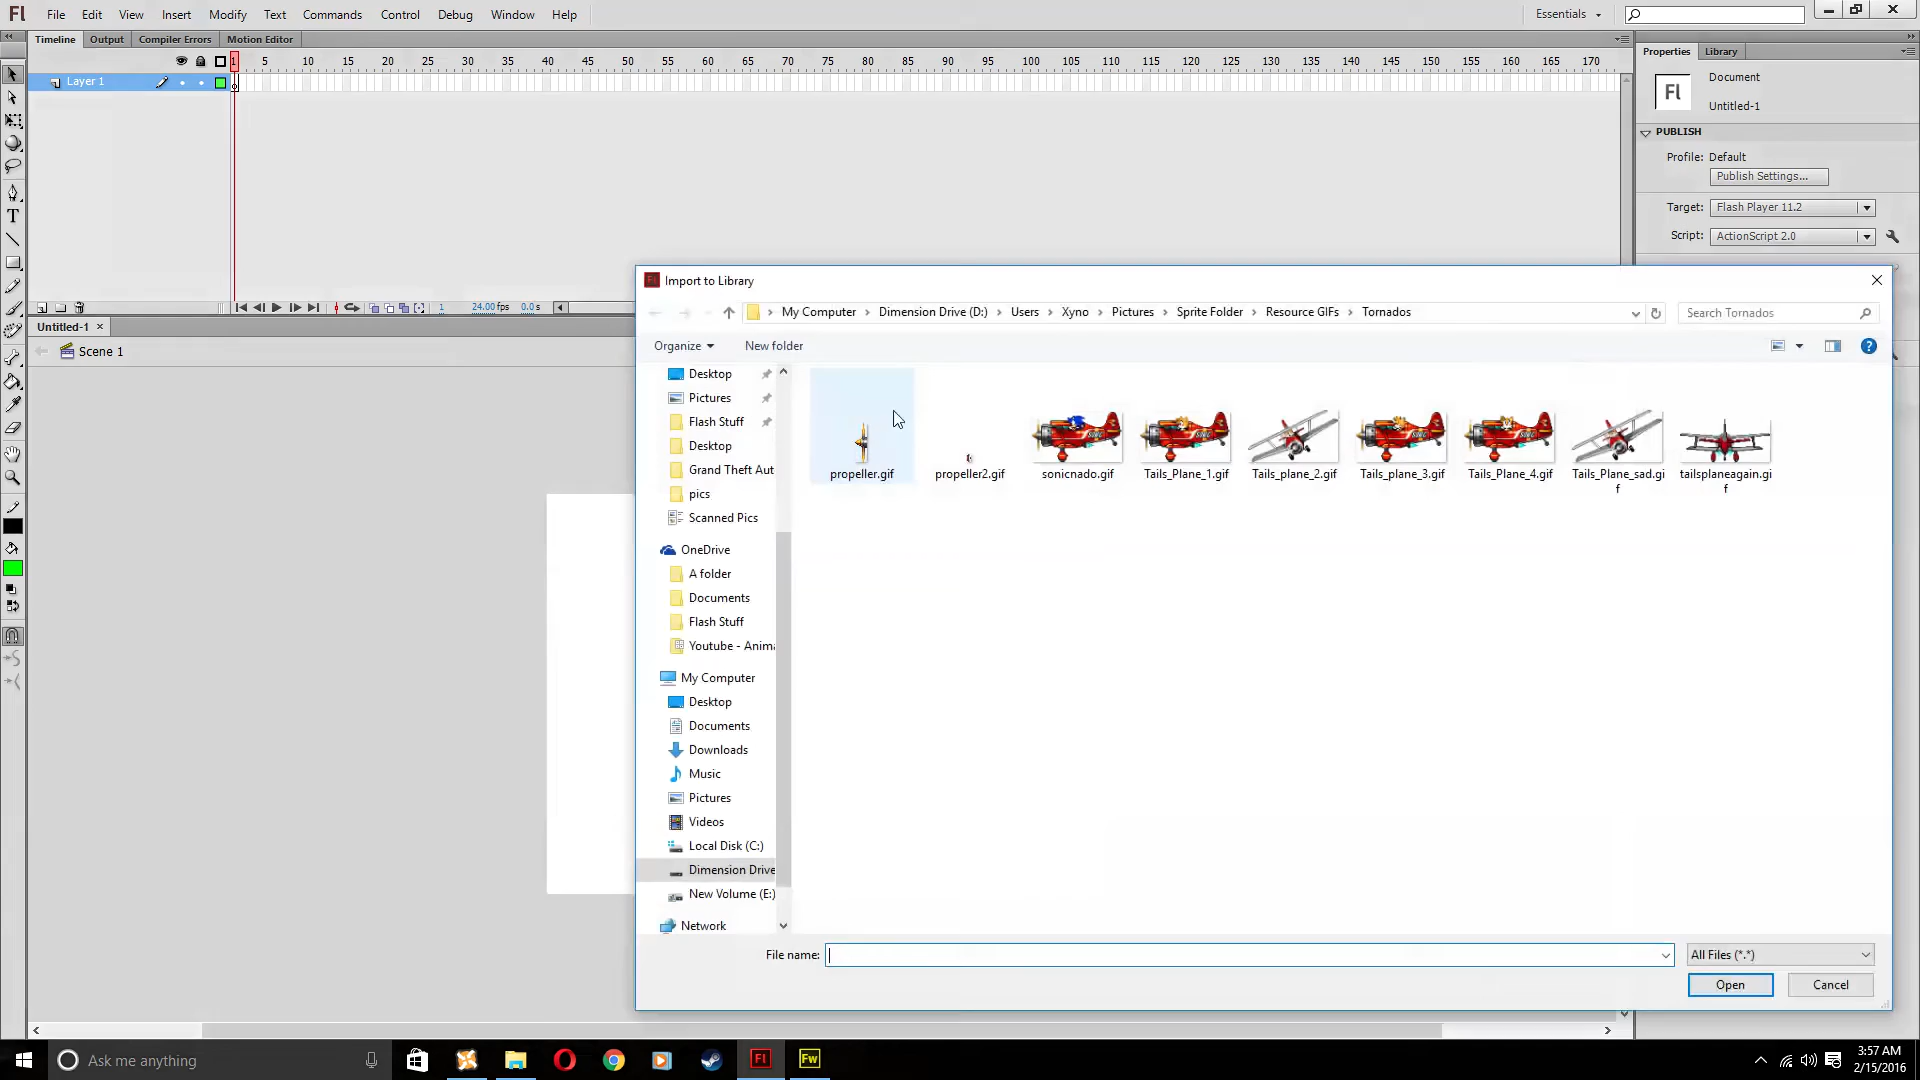 Fl File Edit View Insert Modify Text Commands Control Debug Window Help Essentials
Timeline Output Compiler Errors Motion Editor Properties Library
1 5 10 15 20 25 30 35 40 45 50 55 60 65 70 75 80 85 90 95 100 105 110 115 120 125 130 135 140 145 150 155 160 165 170
Layer 1
Fl Document
Untitled-1
PUBLISH
Profile: Default
Publish Settings...
Target: Flash Player 11.2
Script: ActionScript 2.0
1 24.00 fps 0.0 s
Untitled-1 ×
Scene 1
Fl Import to Library
My Computer › Dimension Drive (D:) › Users › Xyno › Pictures › Sprite Folder › Resource GIFs › Tornados
Search Tornados
Organize New folder
Desktop
Pictures
Flash Stuff
Desktop
Grand Theft Aut
pics
Scanned Pics
OneDrive
A folder
Documents
Flash Stuff
Youtube - Anima
My Computer
Desktop
Documents
Downloads
Music
Pictures
Videos
Local Disk (C:)
Dimension Drive
New Volume (E:)
Network
propeller.gif
propeller2.gif
sonicnado.gif
Tails_Plane_1.gif
Tails_plane_2.gif
Tails_plane_3.gif
Tails_Plane_4.gif
Tails_Plane_sad.gi
f
tailsplaneagain.gi
f
File name:
All Files (*.*)
Open Cancel
Ask me anything
Fl Fw
3:57 AM
2/15/2016